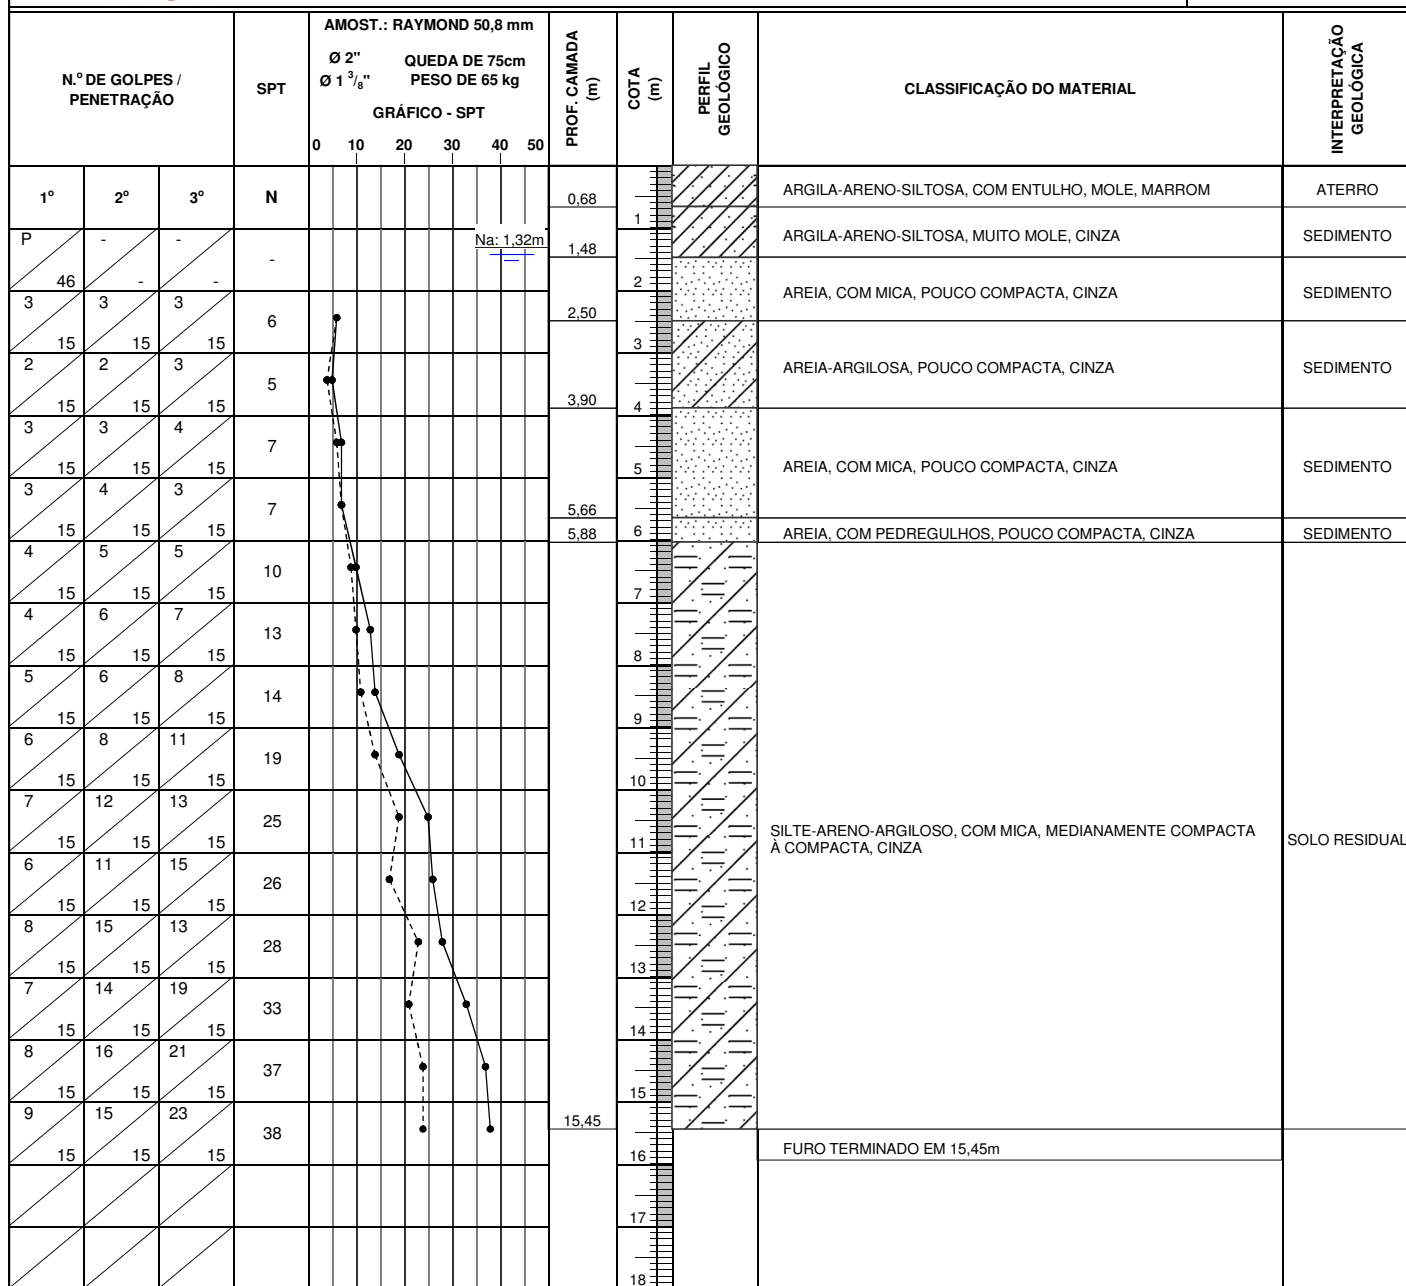 N.º DE GOLPES /
PENETRAÇÃO
SPT
AMOST.: RAYMOND 50,8 mm
Ø 2" QUEDA DE 75cm
Ø 1 3/8" PESO DE 65 kg
GRÁFICO - SPT
0 10 20 30 40 50
PROF. CAMADA
(m)
COTA
(m)
PERFIL
GEOLÓGICO
CLASSIFICAÇÃO DO MATERIAL
INTERPRETAÇÃO
GEOLÓGICA
1º 2º 3º N
0,68
ARGILA-ARENO-SILTOSA, COM ENTULHO, MOLE, MARROM
ATERRO
1
P - -
46 - -
-
Na: 1,32m
1,48
ARGILA-ARENO-SILTOSA, MUITO MOLE, CINZA
SEDIMENTO
2
3 3 3
15 15 15
6
2,50
AREIA, COM MICA, POUCO COMPACTA, CINZA
SEDIMENTO
3
2 2 3
15 15 15
5
3,90
AREIA-ARGILOSA, POUCO COMPACTA, CINZA
SEDIMENTO
4
3 3 4
15 15 15
7
5
AREIA, COM MICA, POUCO COMPACTA, CINZA
SEDIMENTO
3 4 3
15 15 15
7
5,66
5,88
6
AREIA, COM PEDREGULHOS, POUCO COMPACTA, CINZA
SEDIMENTO
4 5 5
15 15 15
10
7
4 6 7
15 15 15
13
8
5 6 8
15 15 15
14
9
6 8 11
15 15 15
19
10
7 12 13
15 15 15
25
11
SILTE-ARENO-ARGILOSO, COM MICA, MEDIANAMENTE COMPACTA
À COMPACTA, CINZA
SOLO RESIDUAL
6 11 15
15 15 15
26
12
8 15 13
15 15 15
28
13
7 14 19
15 15 15
33
14
8 16 21
15 15 15
37
15
9 15 23
15 15 15
38
15,45
16
FURO TERMINADO EM 15,45m
17
18